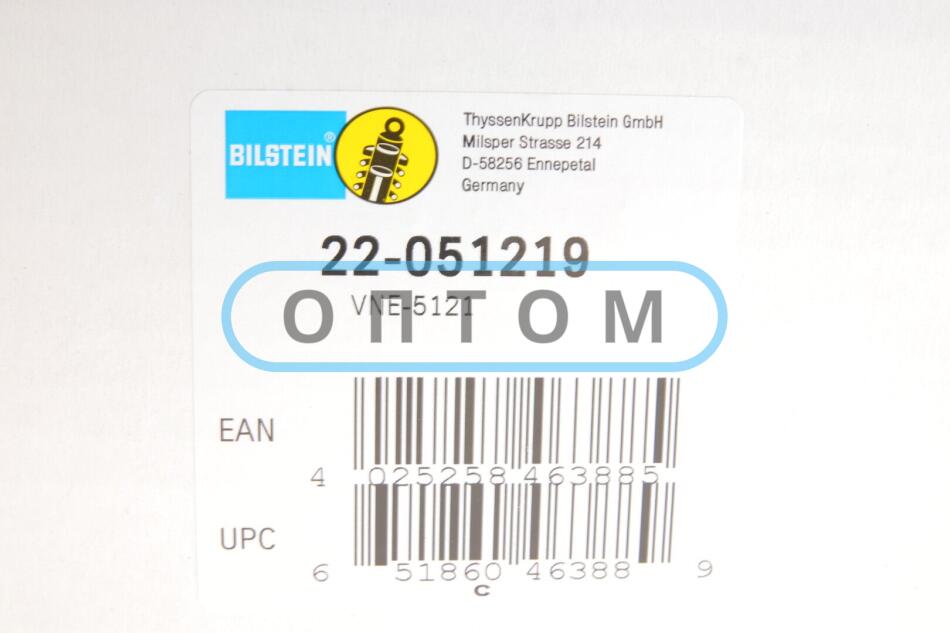 BILSTEIN®
ThyssenKrupp Bilstein GmbH
Milsper Strasse 214
D-58256 Ennepetal
Germany
22-051219
VNE-5121
ОПТОМ
EAN
4 025258 463885
UPC
6 51860 46388 9
C